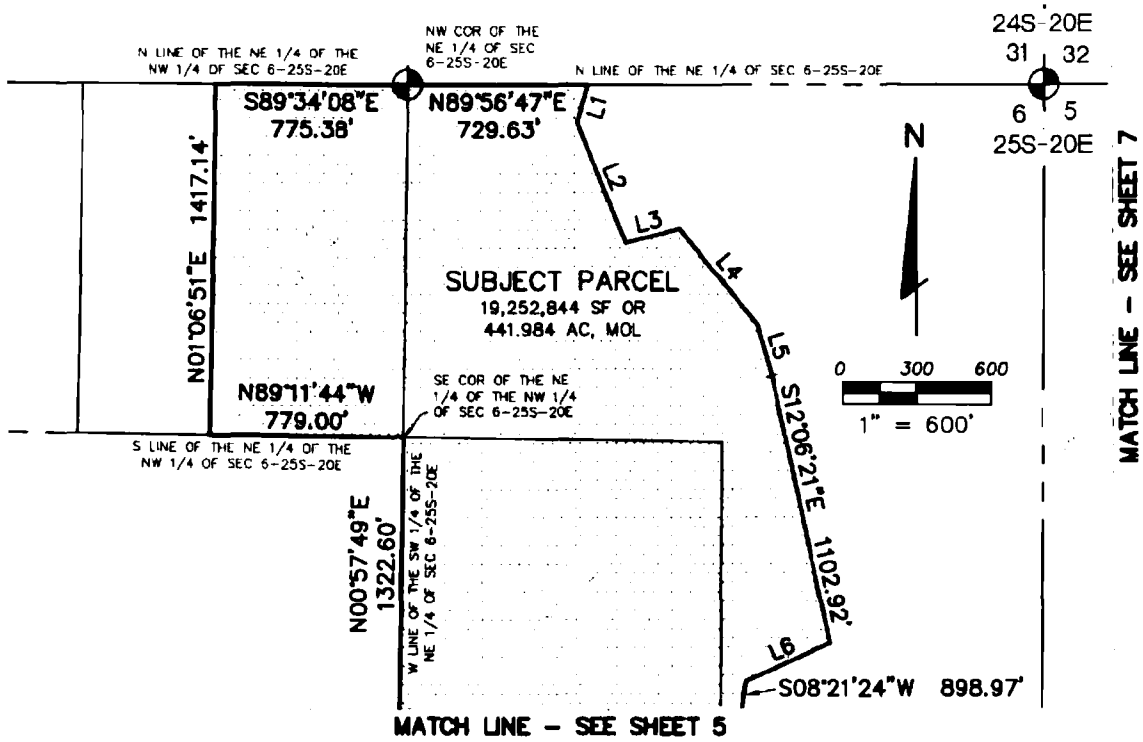 24S-20E
31 32
6 5
25S-20E
N LINE OF THE NE 1/4 OF THE
NW 1/4 OF SEC 6-25S-20E
NW COR OF THE
NE 1/4 OF SEC
6-25S-20E
N LINE OF THE NE 1/4 OF SEC 6-25S-20E
S89°34'08"E
775.38'
N89°56'47"E
729.63'
L1
L2
L3
L4
L5
N
N01°06'51"E 1417.14'
SUBJECT PARCEL
19,252,844 SF OR
441.984 AC, MOL
0 300 600
1" = 600'
MATCH LINE - SEE SHEET 7
N89°11'44"W
779.00'
SE COR OF THE NE
1/4 OF THE NW 1/4
OF SEC 6-25S-20E
S LINE OF THE NE 1/4 OF THE
NW 1/4 OF SEC 6-25S-20E
S12°06'21"E 1102.92'
N00°57'49"E
1322.60'
W LINE OF THE SW 1/4 OF THE
NE 1/4 OF SEC 6-25S-20E
L6
S08°21'24"W 898.97'
MATCH LINE - SEE SHEET 5